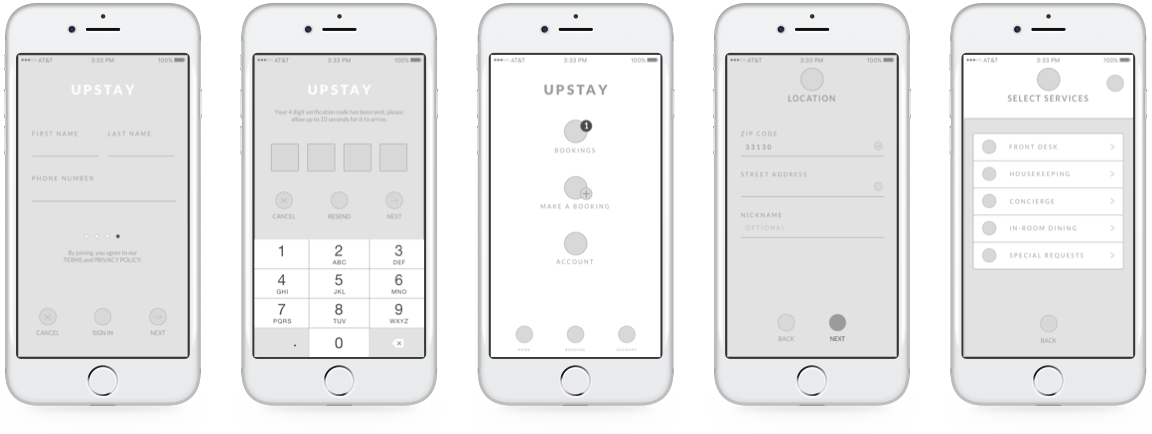 AT&T 3:33 PM 100%
UPSTAY
FIRST NAME LAST NAME
PHONE NUMBER
By joining, you agree to our
TERMS and PRIVACY POLICY.
CANCEL SIGN IN NEXT
AT&T 3:33 PM 100%
UPSTAY
Your 4 digit verification code has been sent, please
allow up to 10 seconds for it to arrive.
CANCEL RESEND NEXT
1 2 3
ABC DEF
4 5 6
GHI JKL MNO
7 8 9
PQRS TUV WXYZ
. 0
AT&T 3:33 PM 100%
UPSTAY
1
BOOKINGS
MAKE A BOOKING
ACCOUNT
HOME BOOKING ACCOUNT
AT&T 3:33 PM 100%
LOCATION
ZIP CODE
33130
STREET ADDRESS
NICKNAME
OPTIONAL
BACK NEXT
AT&T 3:33 PM 100%
SELECT SERVICES
FRONT DESK
HOUSEKEEPING
CONCIERGE
IN-ROOM DINING
SPECIAL REQUESTS
BACK